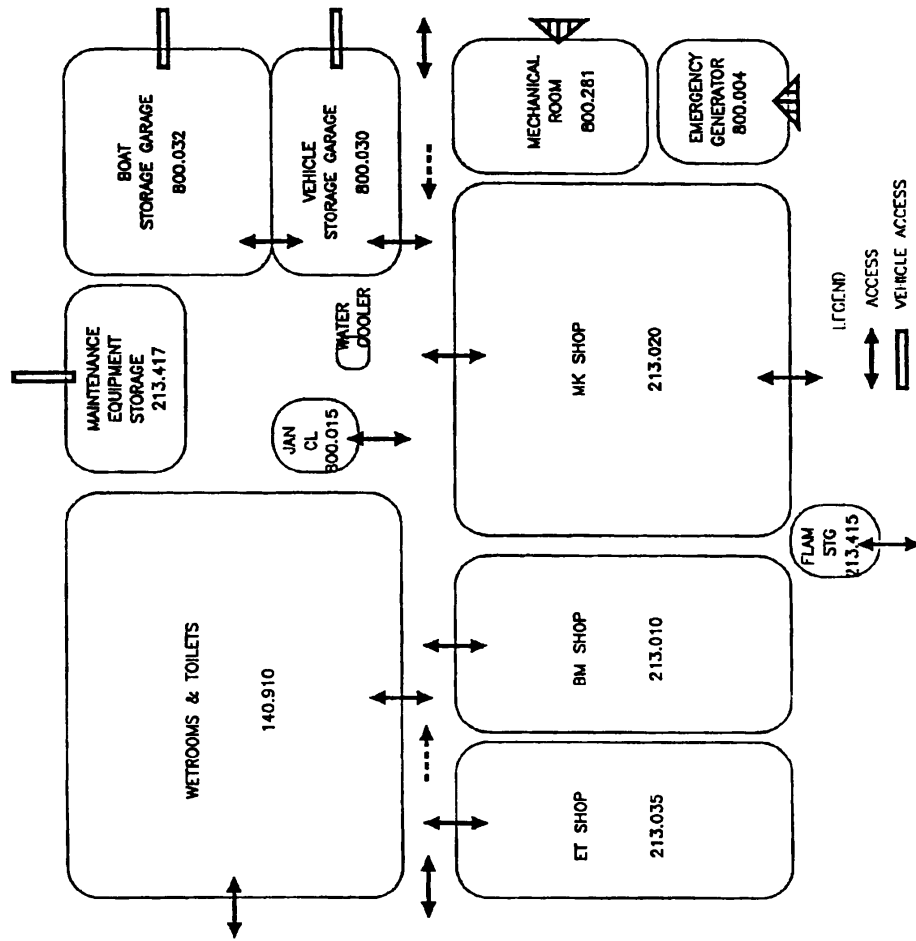 BOAT
STORAGE GARAGE
800.032
VEHICLE
STORAGE GARAGE
800.030
MECHANICAL
ROOM
800.281
EMERGENCY
GENERATOR
800.004
MAINTENANCE
EQUIPMENT
STORAGE
213.417
WATER
COOLER
JAN
CL
800.015
MK SHOP
213.020
WETROOMS & TOILETS
140.910
BM SHOP
213.010
ET SHOP
213.035
FLAM
STG
213.415
LEGEND
ACCESS
VEHICLE ACCESS